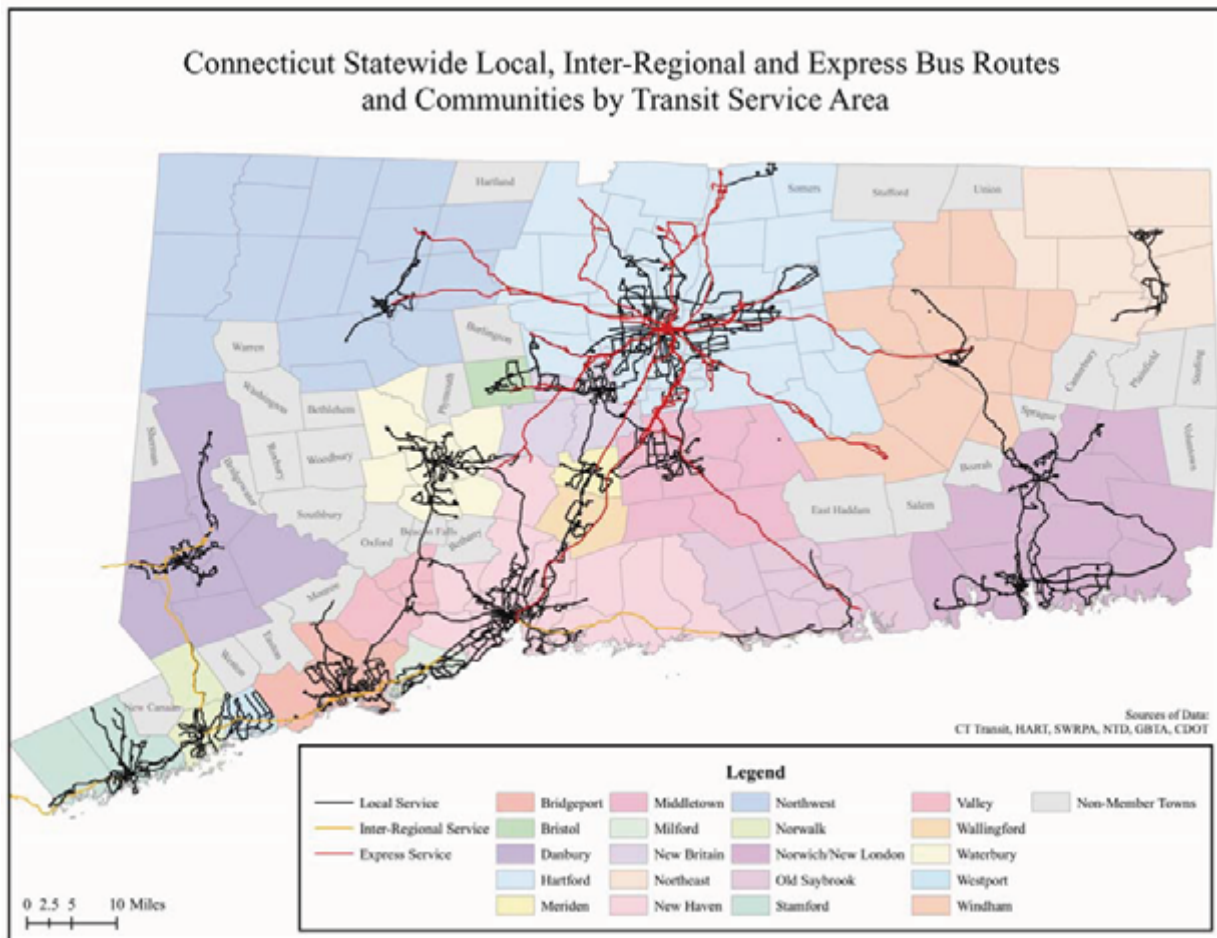 Connecticut Statewide Local, Inter-Regional and Express Bus Routes
and Communities by Transit Service Area
Hartland
Somers
Stafford
Union
Burlington
Warren
Washington
Bethlehem
Plymouth
Canterbury
Plainfield
Sterling
Sherman
Bridgewater
Roxbury
Woodbury
Sprague
Bozrah
Voluntown
Southbury
Oxford
Beacon Falls
Bethany
East Haddam
Salem
Monroe
Easton
Weston
New Canaan
Sources of Data:
CT Transit, HART, SWRPA, NTD, GBTA, CDOT
Legend
Local Service
Inter-Regional Service
Express Service
Bridgeport
Bristol
Danbury
Hartford
Meriden
Middletown
Milford
New Britain
Northeast
New Haven
Northwest
Norwalk
Norwich/New London
Old Saybrook
Stamford
Valley
Wallingford
Waterbury
Westport
Windham
Non-Member Towns
0 2.5 5 10 Miles